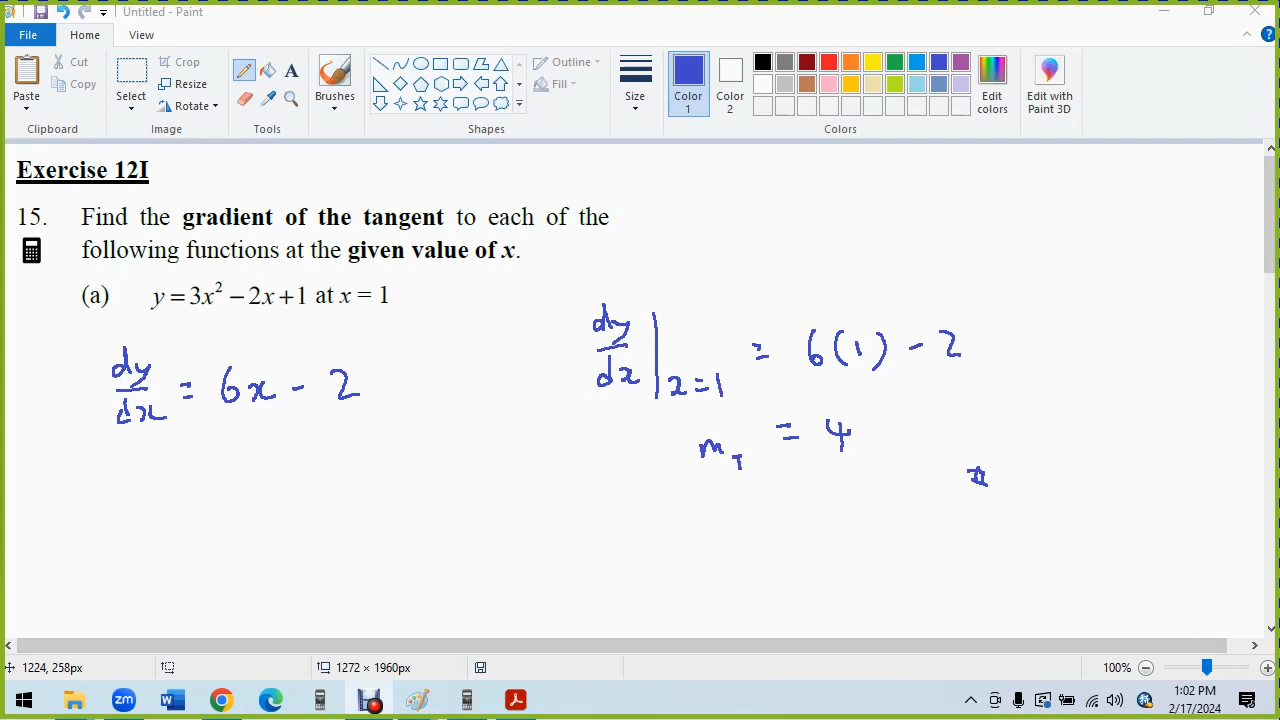 Untitled - Paint
File Home View
Paste Cut Copy Clipboard
Select Crop Resize Rotate Image
Tools
Brushes
Outline Fill Shapes
Size
Color 1 Color 2 Edit colors Colors
Edit with Paint 3D
Exercise 12I
15. Find the gradient of the tangent to each of the
following functions at the given value of x.
(a) y = 3x² − 2x + 1 at x = 1
dy/dx = 6x - 2
dy/dx | x=1 = 6(1) - 2
m_T = 4
1224, 258px 1272 × 1960px 100%
zm W
1:02 PM
2/17/2024